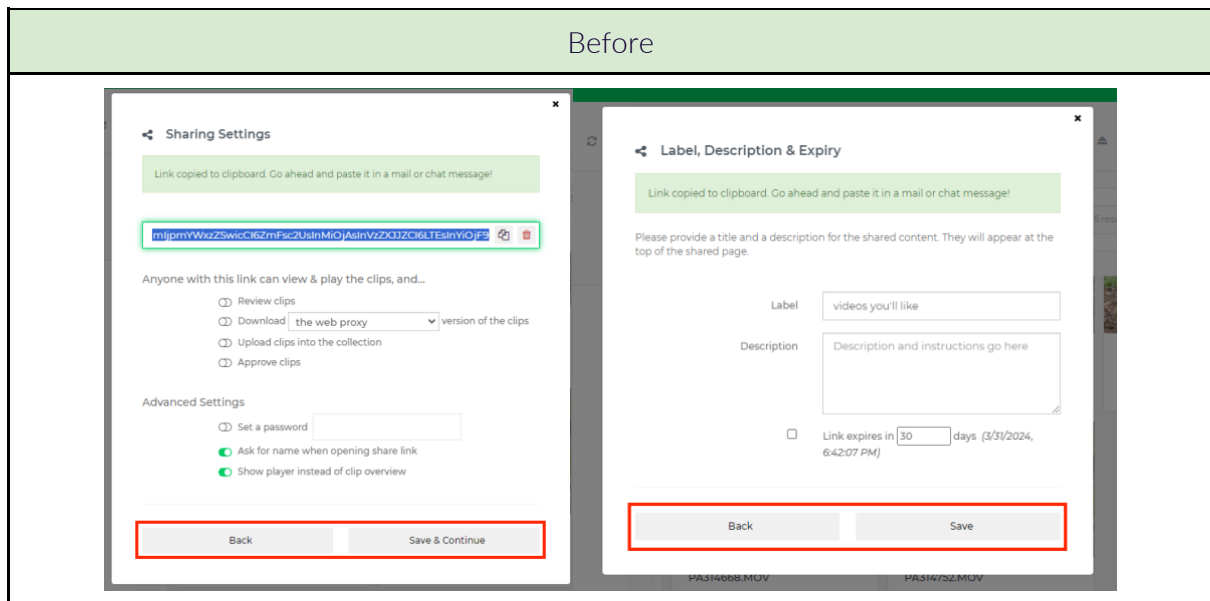 Before
Sharing Settings
Link copied to clipboard. Go ahead and paste it in a mail or chat message!
Anyone with this link can view & play the clips, and...
Review clips
Download the web proxy version of the clips
Upload clips into the collection
Approve clips
Advanced Settings
Set a password
Ask for name when opening share link
Show player instead of clip overview
Back Save & Continue
Label, Description & Expiry
Link copied to clipboard. Go ahead and paste it in a mail or chat message!
Please provide a title and a description for the shared content. They will appear at the
top of the shared page.
Label videos you'll like
Description Description and instructions go here
Link expires in 30 days (3/31/2024,
6:42:07 PM)
Back Save
PA314668.MOV PA314752.MOV